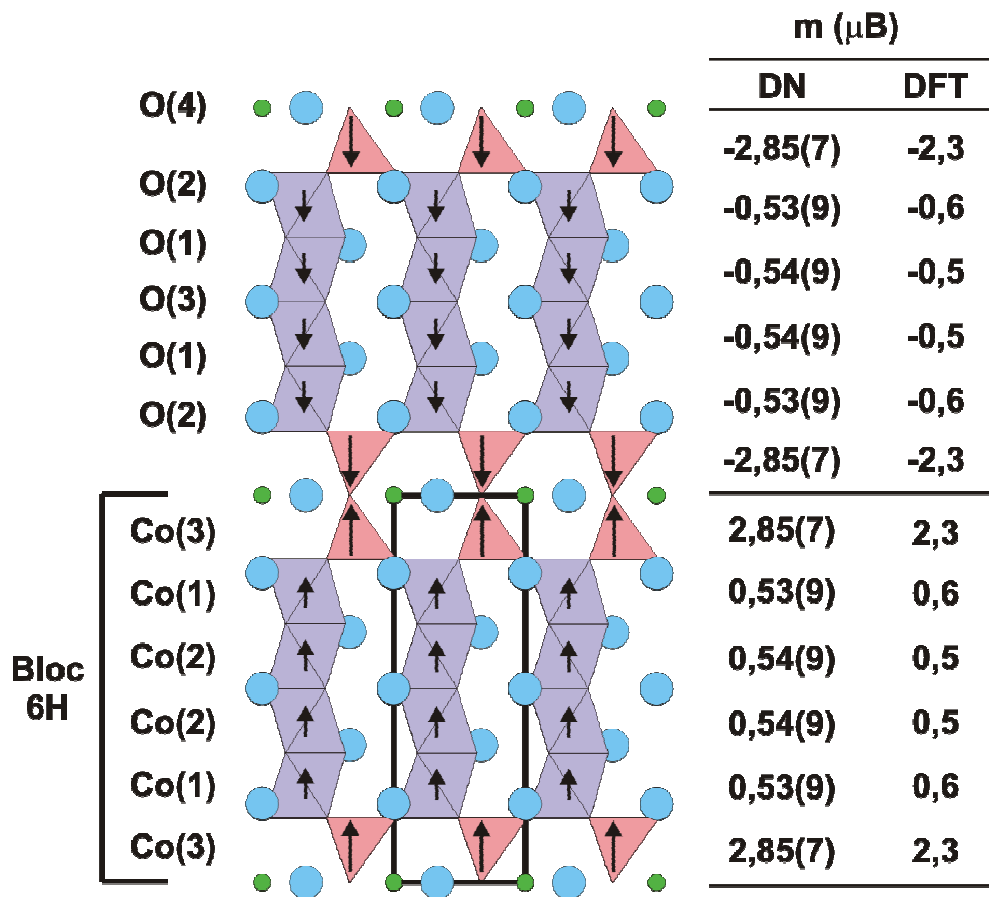 m (μB)
DN DFT
O(4)
-2,85(7) -2,3
O(2)
-0,53(9) -0,6
O(1)
-0,54(9) -0,5
O(3)
-0,54(9) -0,5
O(1)
-0,53(9) -0,6
O(2)
-2,85(7) -2,3
Co(3) 2,85(7) 2,3
Co(1) 0,53(9) 0,6
Co(2) 0,54(9) 0,5
Bloc
6H
Co(2) 0,54(9) 0,5
Co(1) 0,53(9) 0,6
Co(3) 2,85(7) 2,3